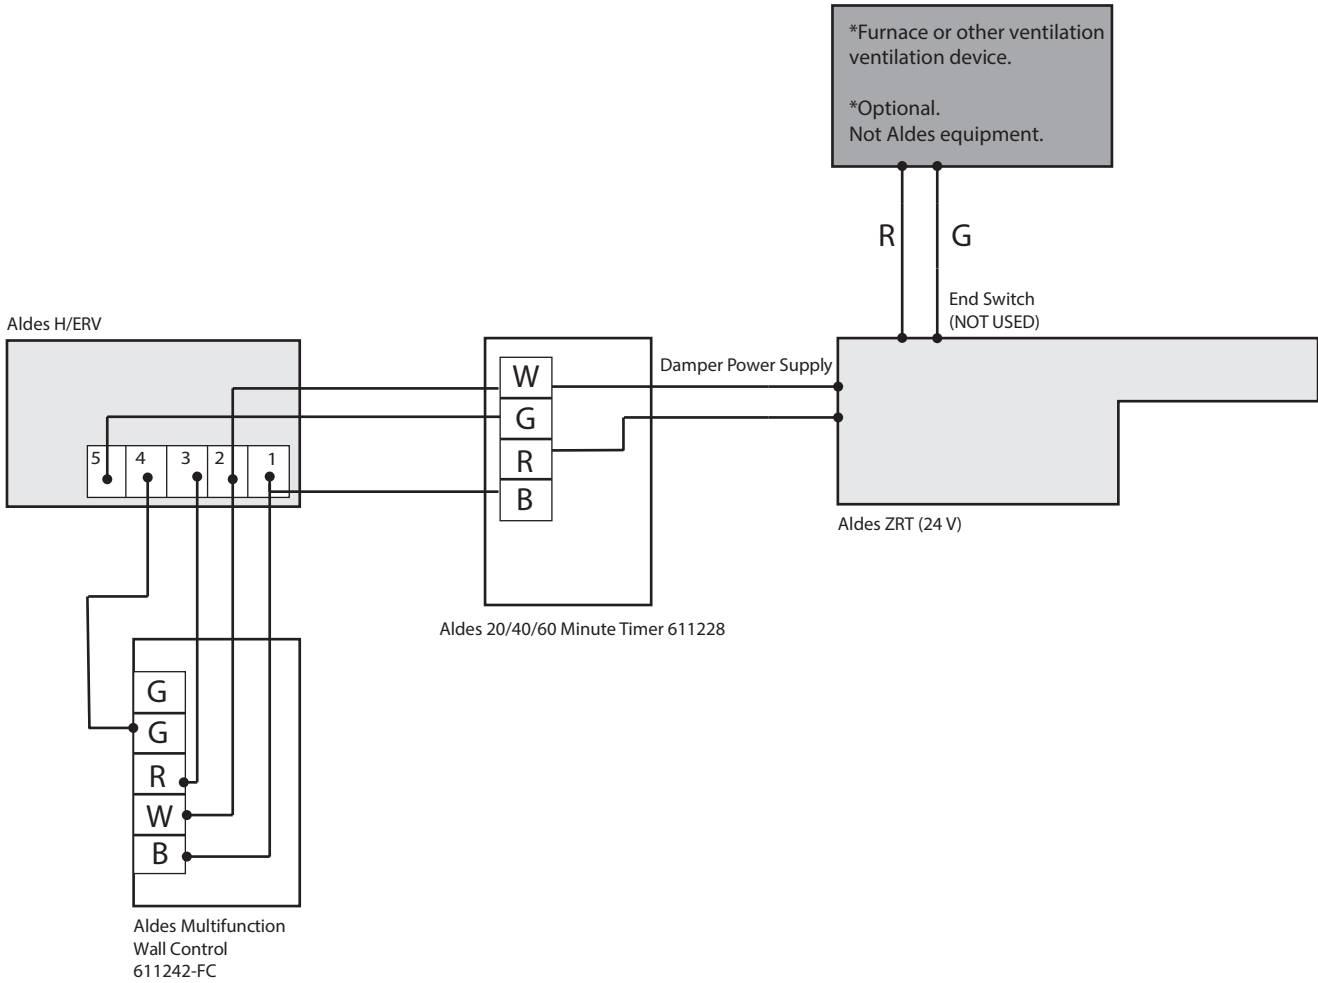 *Furnace or other ventilation
ventilation device.
*Optional.
Not Aldes equipment.
R
G
End Switch
(NOT USED)
Aldes H/ERV
Damper Power Supply
W
G
R
B
5
4
3
2
1
Aldes ZRT (24 V)
Aldes 20/40/60 Minute Timer 611228
G
G
R
W
B
Aldes Multifunction
Wall Control
611242-FC